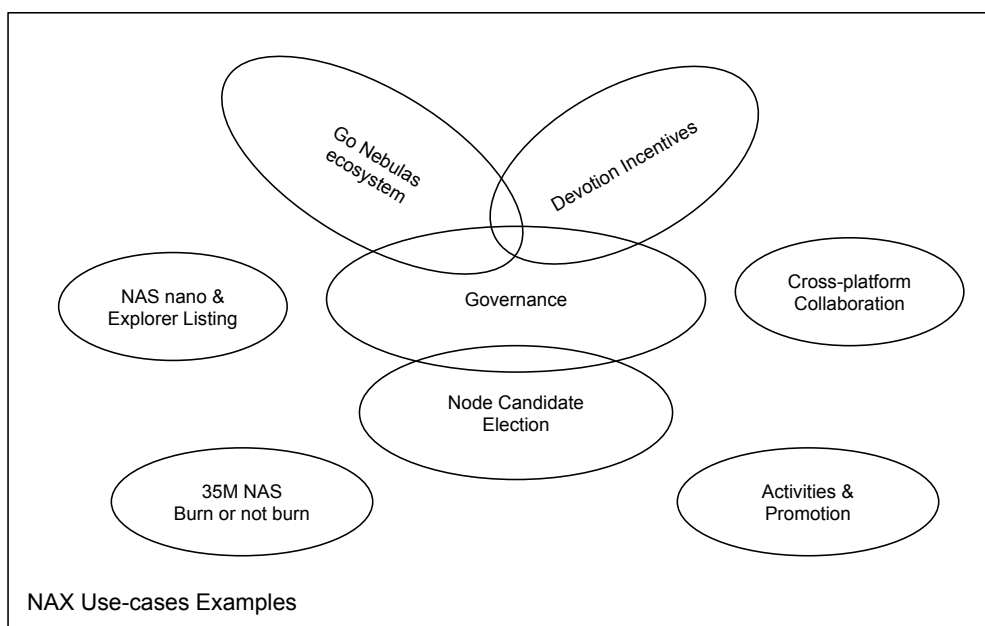 Go Nebulas
ecosystem
Devotion Incentives
NAS nano &
Explorer Listing
Governance
Cross-platform
Collaboration
Node Candidate
Election
35M NAS
Burn or not burn
Activities &
Promotion
NAX Use-cases Examples